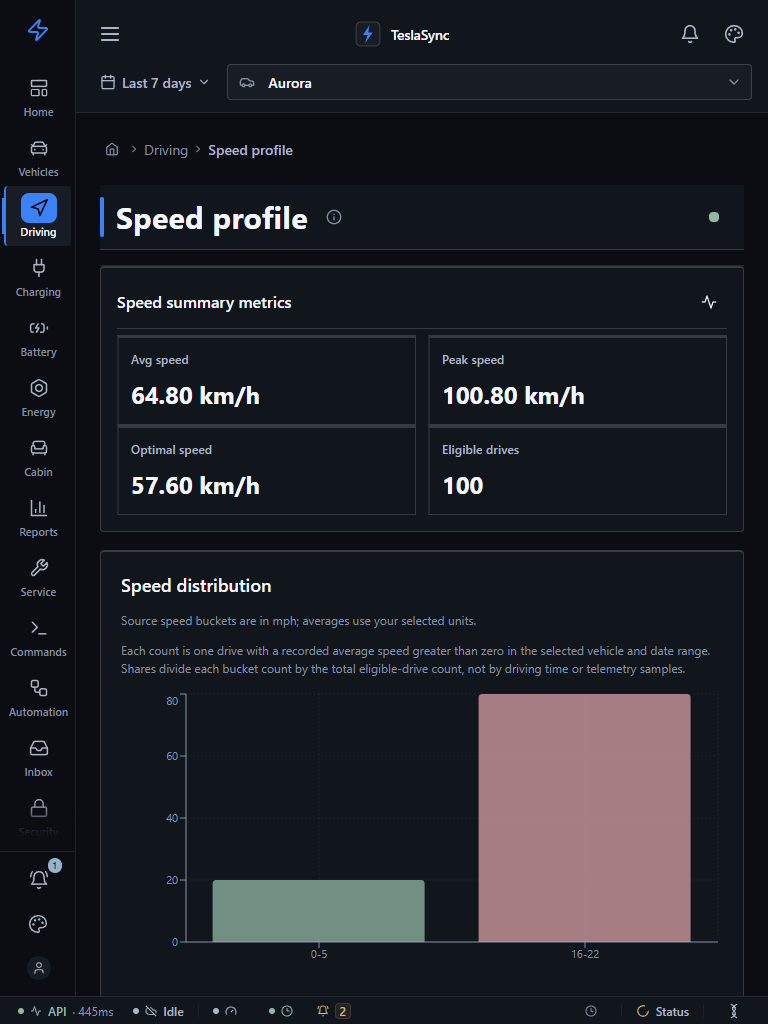 TeslaSync
Last 7 days
Aurora
Home
Vehicles
Driving
Charging
Battery
Energy
Cabin
Reports
Service
Commands
Automation
Inbox
Security
1
Driving
Speed profile
Speed profile
Speed summary metrics
Avg speed
64.80 km/h
Peak speed
100.80 km/h
Optimal speed
57.60 km/h
Eligible drives
100
Speed distribution
Source speed buckets are in mph; averages use your selected units.
Each count is one drive with a recorded average speed greater than zero in the selected vehicle and date range.
Shares divide each bucket count by the total eligible-drive count, not by driving time or telemetry samples.
80
60
40
20
0
0-5
16-22
API · 445ms
Idle
2
Status